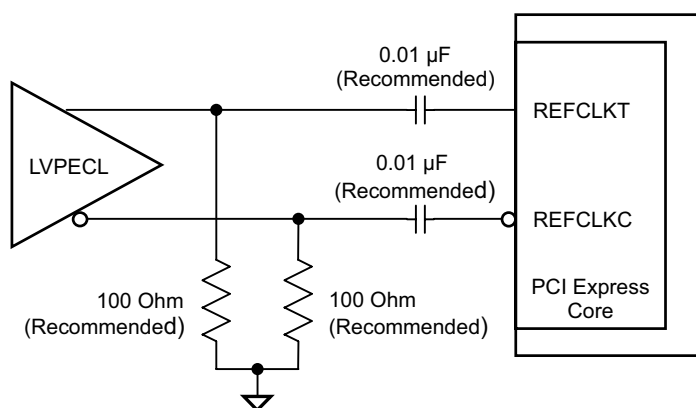 0.01 µF
(Recommended)
REFCLKT
LVPECL
0.01 µF
(Recommended)
REFCLKC
100 Ohm
(Recommended)
100 Ohm
(Recommended)
PCI Express
Core